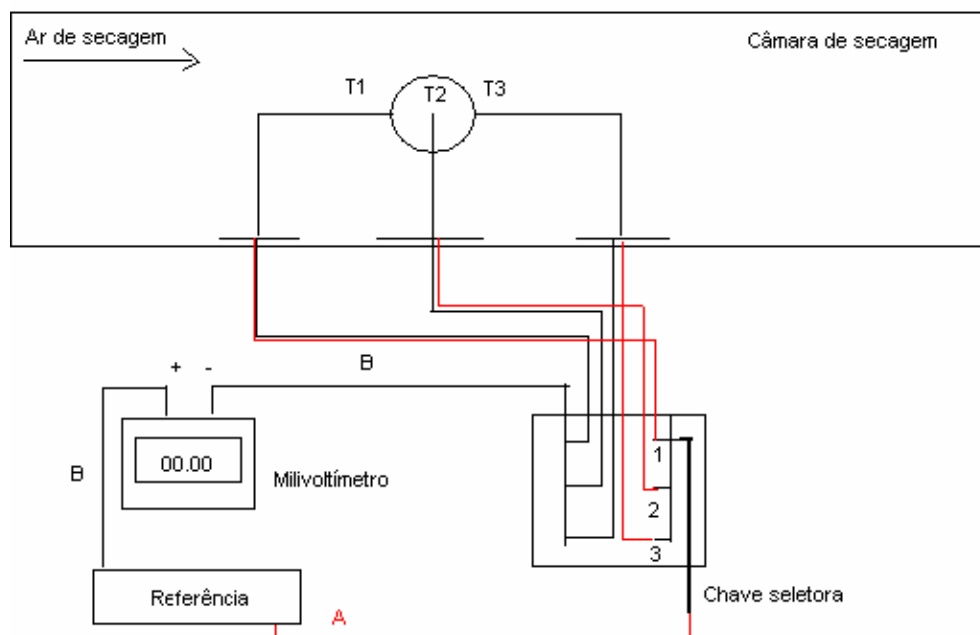 Ar de secagem
Câmara de secagem
T1
T2
T3
B
+ -
1
00.00
B
Milivoltímetro
2
3
Referência
Chave seletora
A